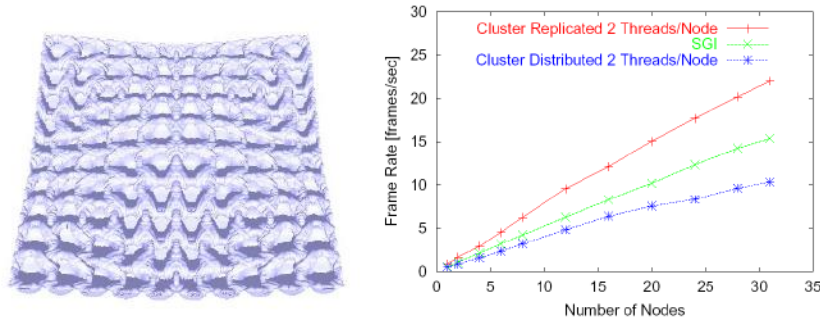 Cluster Replicated 2 Threads/Node
SGI
Cluster Distributed 2 Threads/Node
Frame Rate [frames/sec]
30
25
20
15
10
5
0
0 5 10 15 20 25 30 35
Number of Nodes